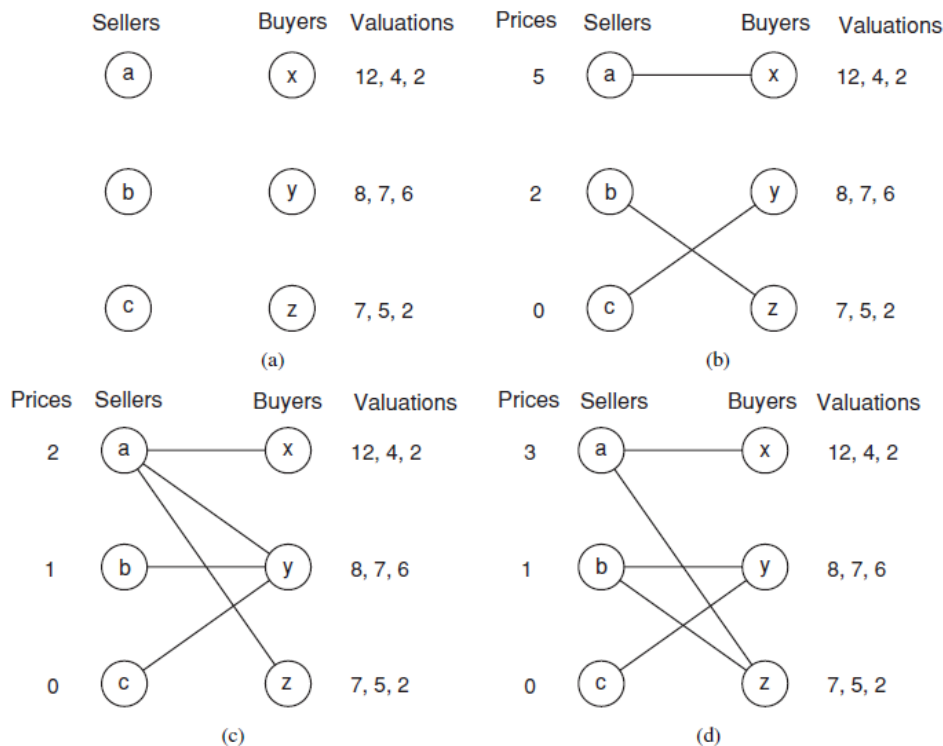 Sellers Buyers Valuations
a x 12, 4, 2
b y 8, 7, 6
c z 7, 5, 2
(a)
Prices Sellers Buyers Valuations
5 a x 12, 4, 2
2 b y 8, 7, 6
0 c z 7, 5, 2
(b)
Prices Sellers Buyers Valuations
2 a x 12, 4, 2
1 b y 8, 7, 6
0 c z 7, 5, 2
(c)
Prices Sellers Buyers Valuations
3 a x 12, 4, 2
1 b y 8, 7, 6
0 c z 7, 5, 2
(d)